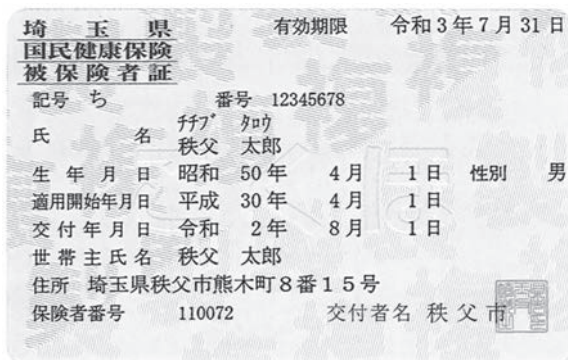 埼玉県 有効期限 令和3年7月31日
国民健康保険
被保険者証
記号 ち 番号 12345678
チチブ タロウ
氏名 秩父 太郎
生年月日 昭和 50年 4月 1日 性別 男
適用開始年月日 平成 30年 4月 1日
交付年月日 令和 2年 8月 1日
世帯主氏名 秩父 太郎
住所 埼玉県秩父市熊木町8番15号
保険者番号 110072 交付者名 秩父市